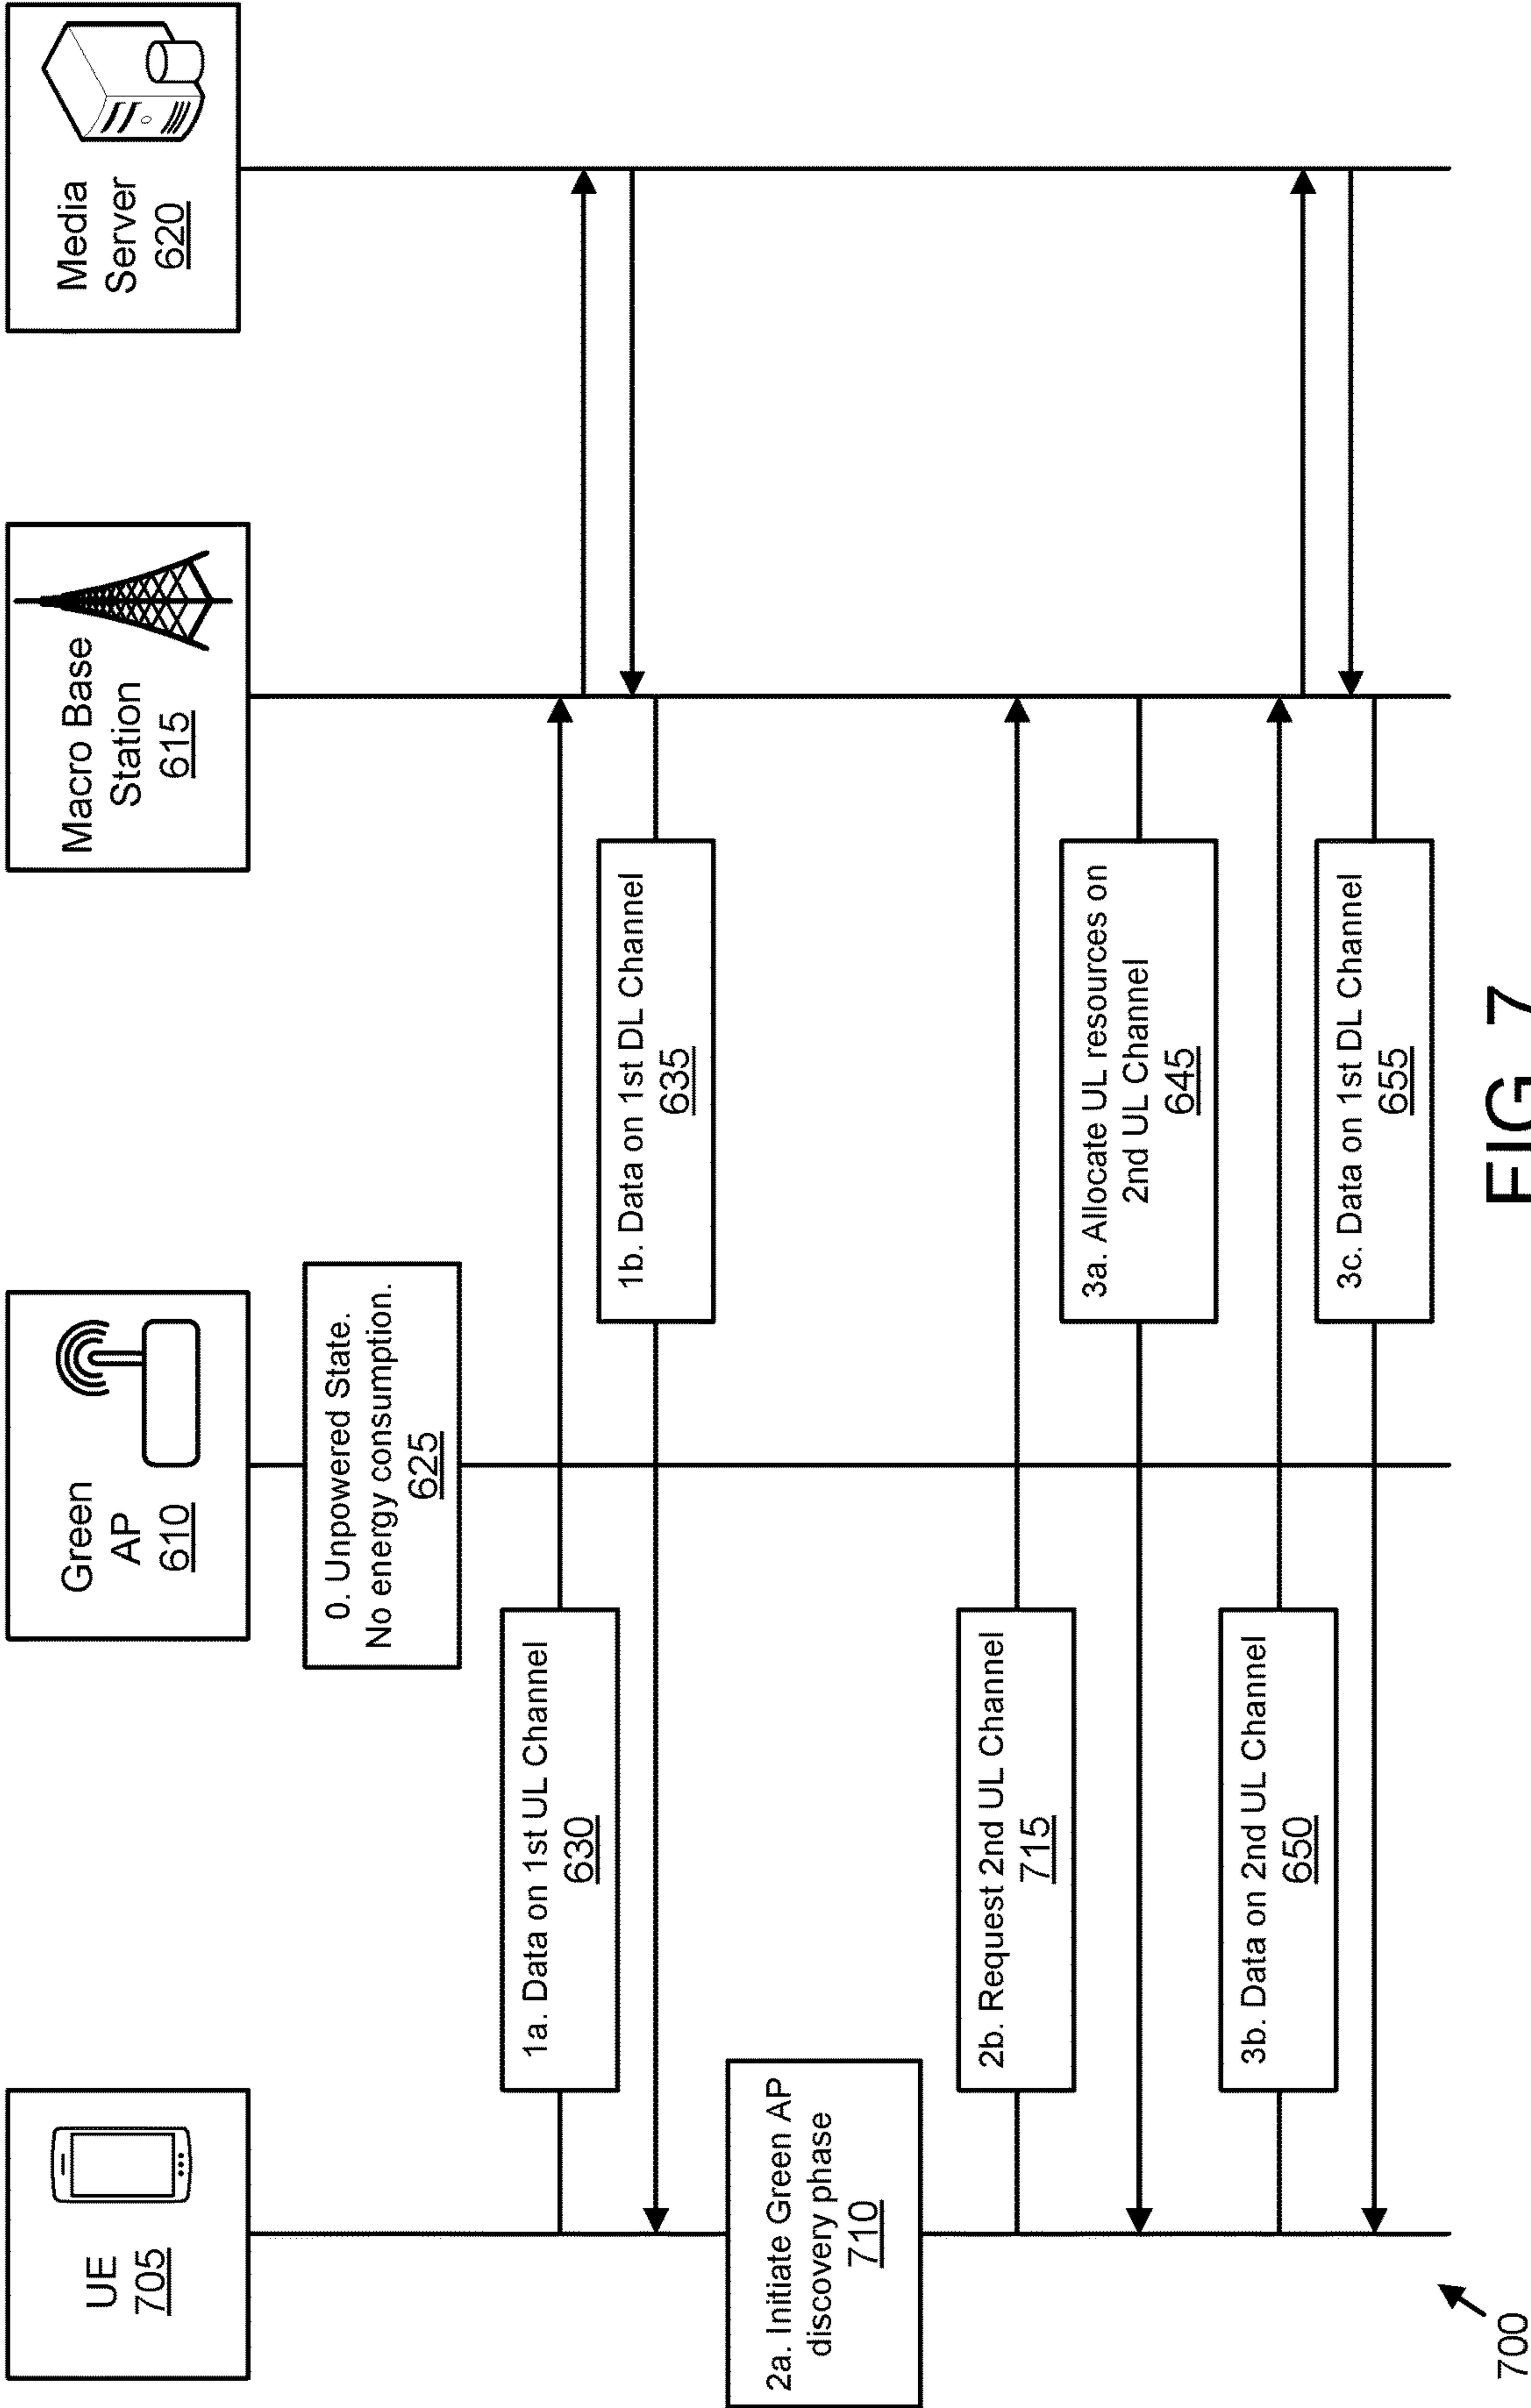 UE
705
Green
AP
610
Macro Base
Station
615
Media
Server
620
0. Unpowered State.
No energy consumption.
625
1a. Data on 1st UL Channel
630
1b. Data on 1st DL Channel
635
2a. Initiate Green AP
discovery phase
710
2b. Request 2nd UL Channel
715
3a. Allocate UL resources on
2nd UL Channel
645
3b. Data on 2nd UL Channel
650
3c. Data on 1st DL Channel
655
700
FIG. 7